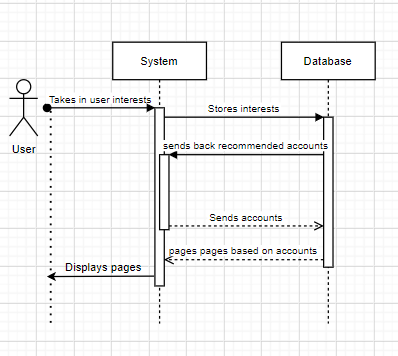 System
Database
Takes in user interests
Stores interests
User
sends back recommended accounts
Sends accounts
pages pages based on accounts
Displays pages